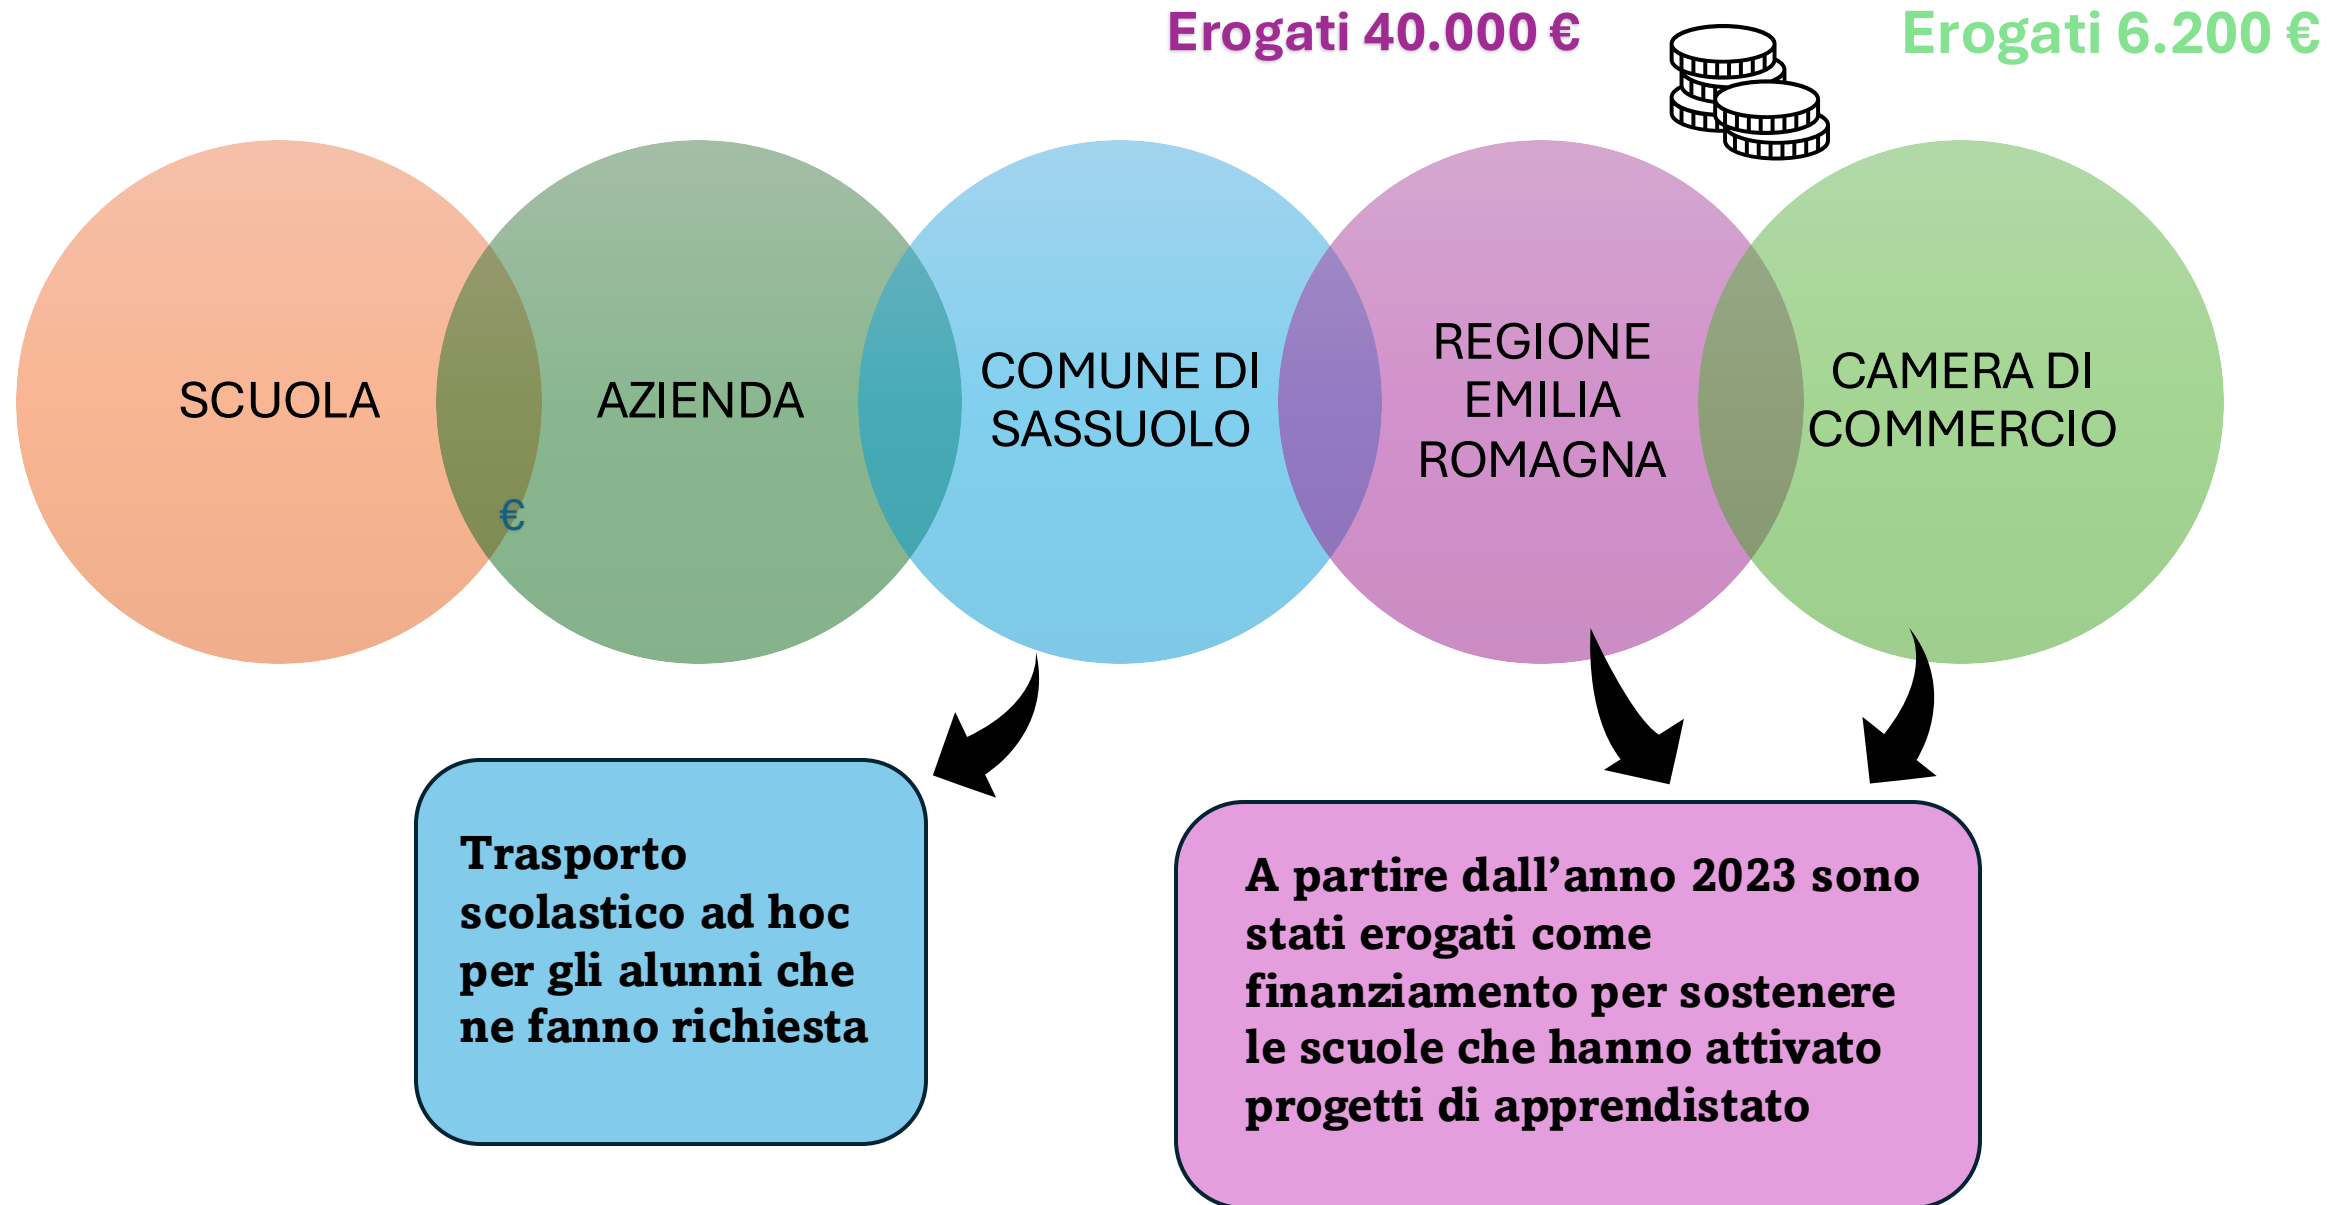 Erogati 40.000 €
Erogati 6.200 €
SCUOLA
AZIENDA
COMUNE DI
SASSUOLO
REGIONE
EMILIA
ROMAGNA
CAMERA DI
COMMERCIO
€
Trasporto
scolastico ad hoc
per gli alunni che
ne fanno richiesta
A partire dall’anno 2023 sono
stati erogati come
finanziamento per sostenere
le scuole che hanno attivato
progetti di apprendistato